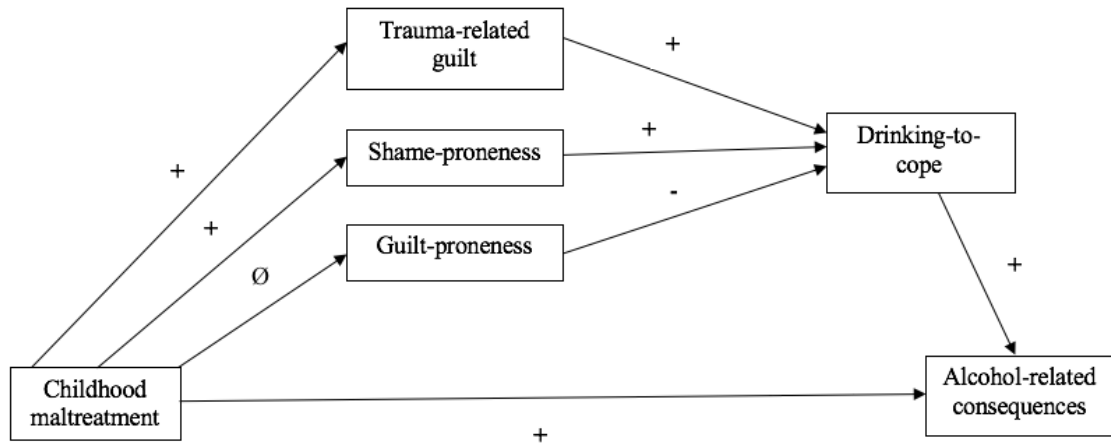 Trauma-related
guilt
+
Shame-proneness
+
Drinking-to-
cope
+
-
+
Guilt-proneness
Ø
+
Childhood
maltreatment
Alcohol-related
consequences
+